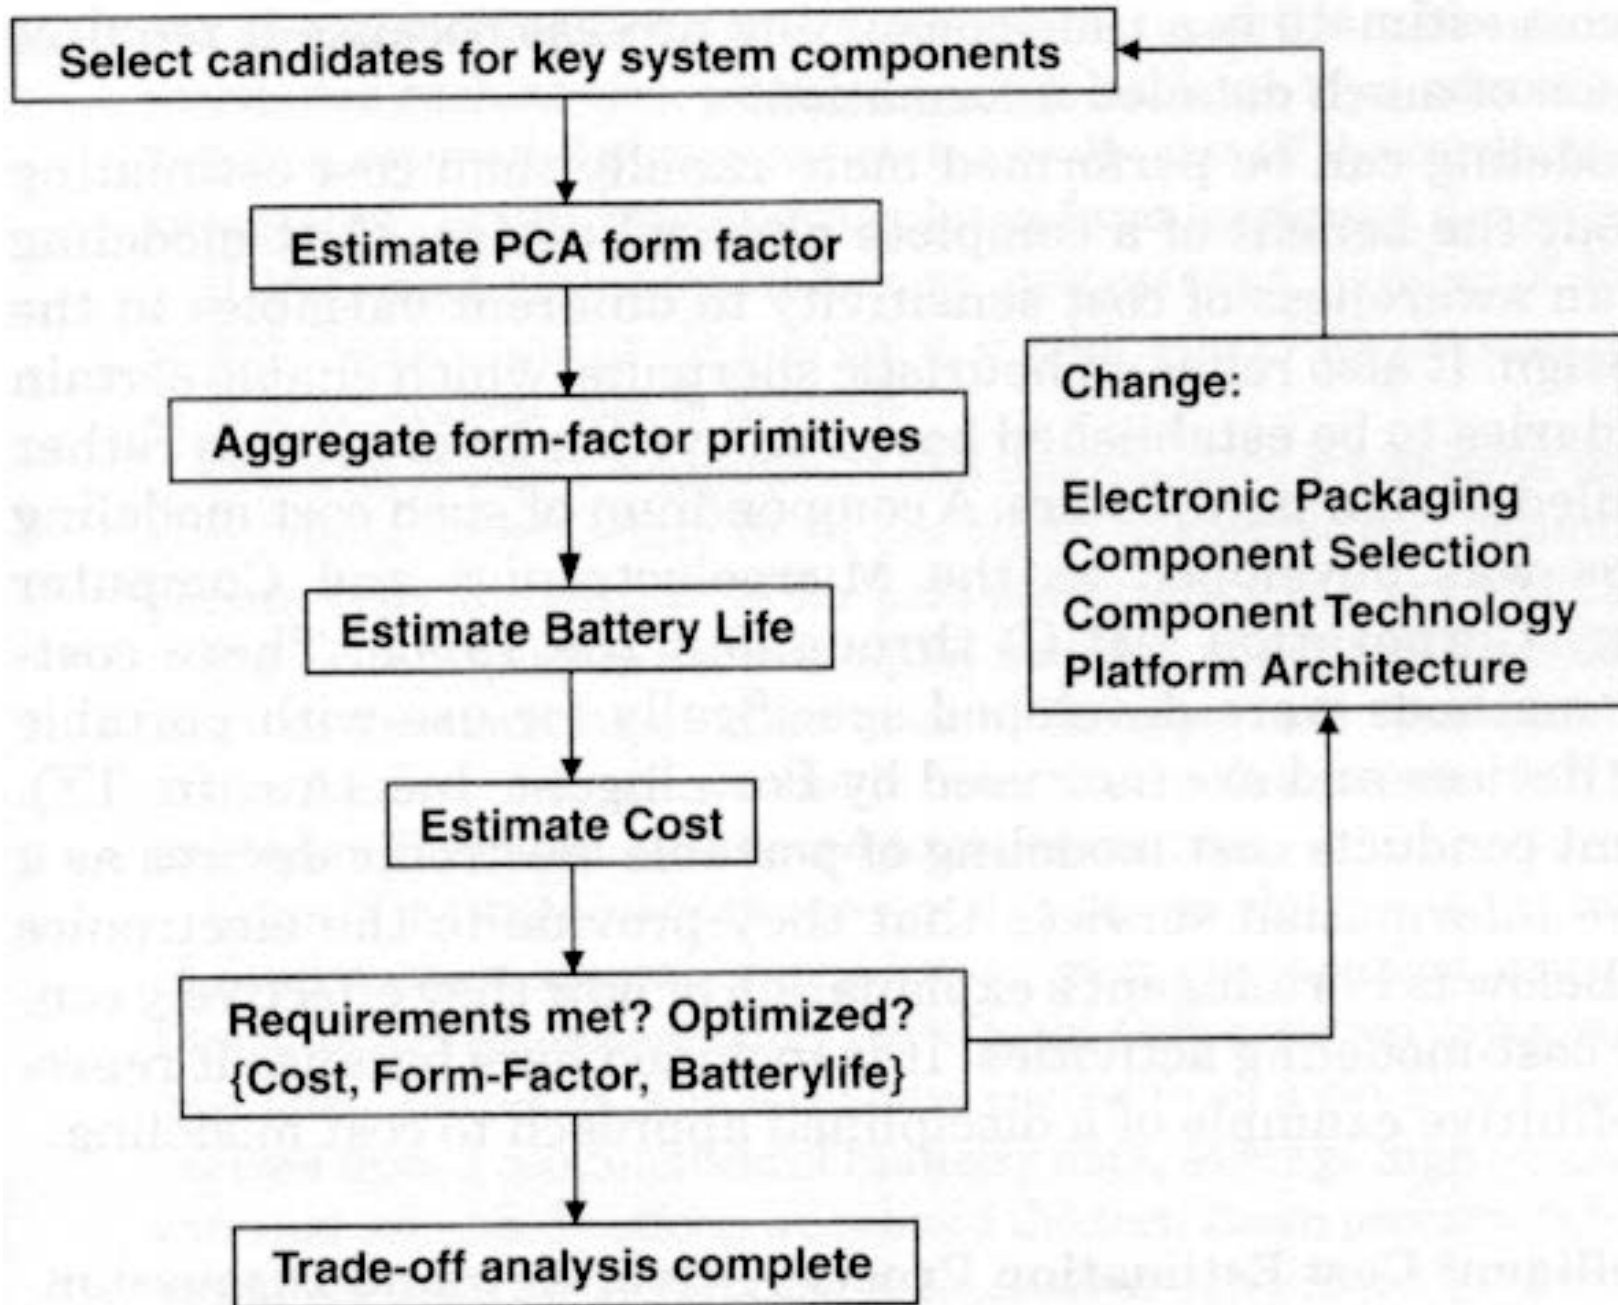 Select candidates for key system components
Estimate PCA form factor
Aggregate form-factor primitives
Estimate Battery Life
Estimate Cost
Requirements met? Optimized?
{Cost, Form-Factor, Batterylife}
Trade-off analysis complete
Change:
Electronic Packaging
Component Selection
Component Technology
Platform Architecture